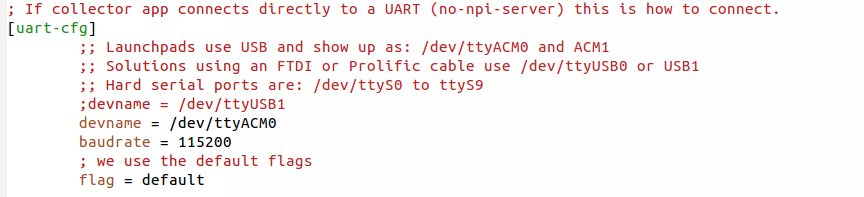 ; If collector app connects directly to a UART (no-npi-server) this is how to connect.
[uart-cfg]
;; Launchpads use USB and show up as: /dev/ttyACM0 and ACM1
;; Solutions using an FTDI or Prolific cable use /dev/ttyUSB0 or USB1
;; Hard serial ports are: /dev/ttyS0 to ttyS9
;devname = /dev/ttyUSB1
devname = /dev/ttyACM0
baudrate = 115200
; we use the default flags
flag = default